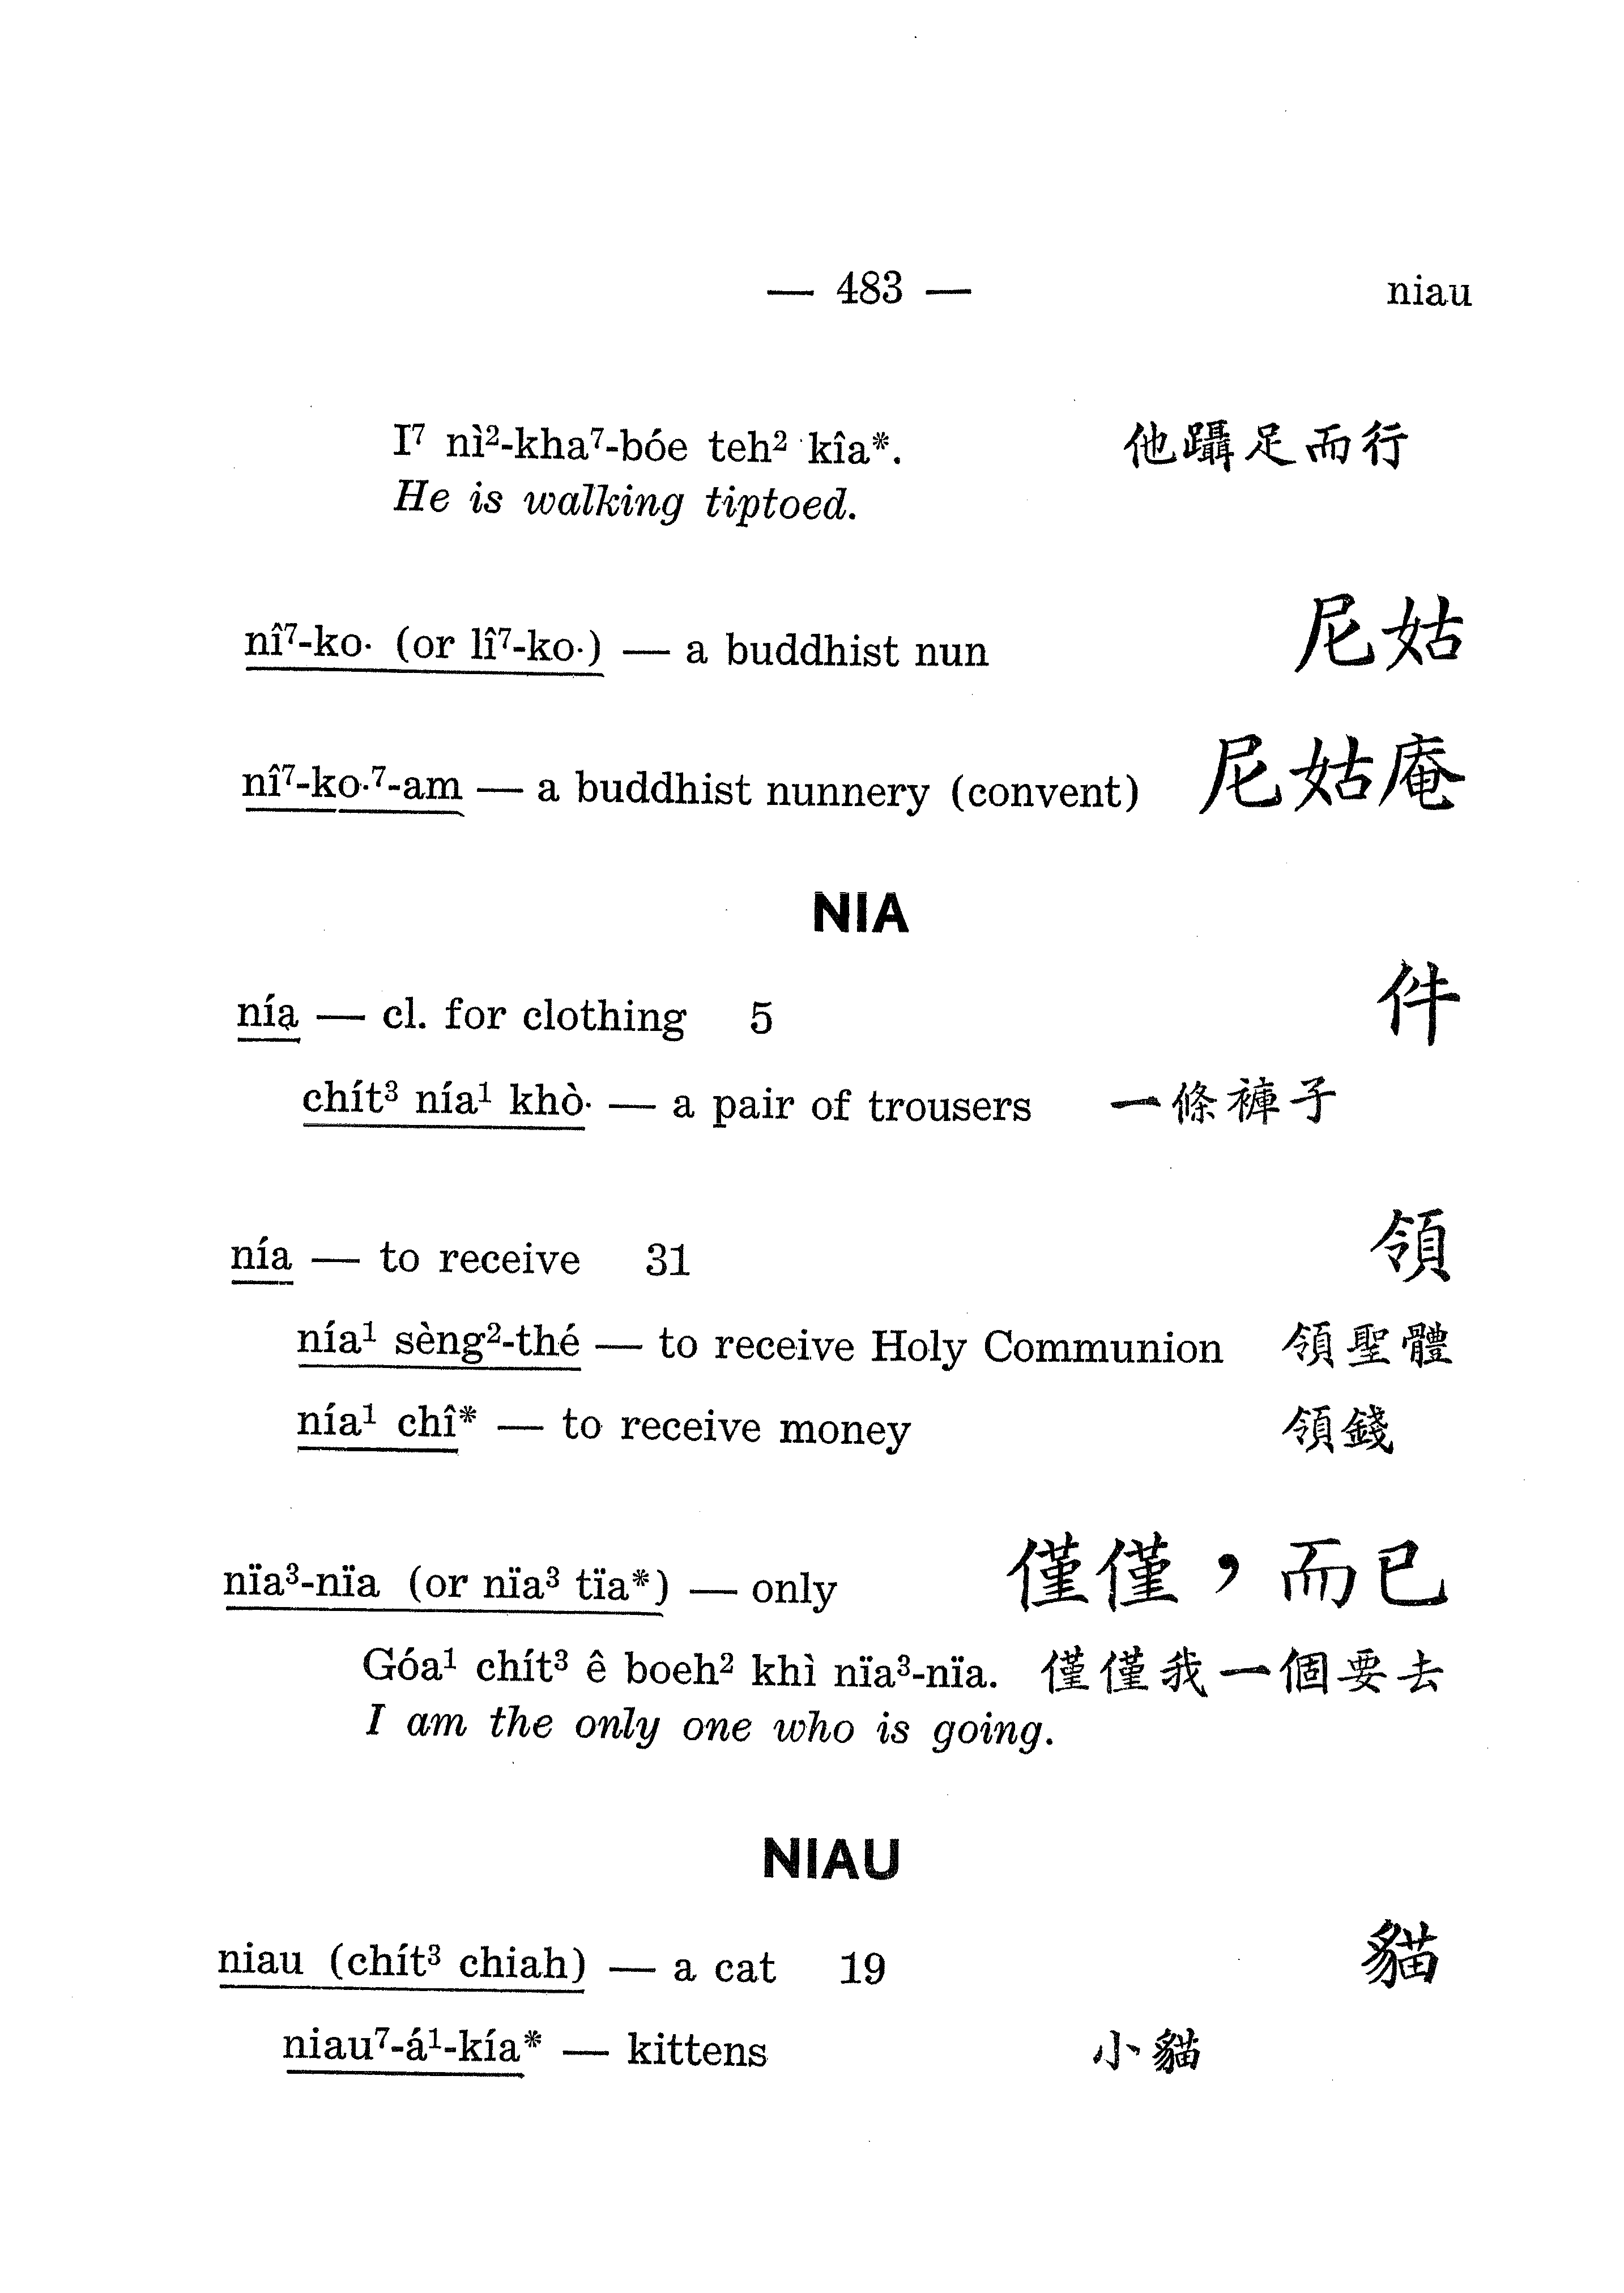 — 483 — niau
I⁷ nì²-kha⁷-bóe teh² kîa*. 他躡足而行
He is walking tiptoed.
nî⁷-ko· (or lî⁷-ko·) — a buddhist nun 尼姑
nî⁷-ko·⁷-am — a buddhist nunnery (convent) 尼姑庵
NIA
nía — cl. for clothing 5 件
chít³ nía¹ khò· — a pair of trousers 一條褲子
nía — to receive 31 領
nía¹ sèng²-thé — to receive Holy Communion 領聖體
nía¹ chî* — to receive money 領錢
nïa³-nïa (or nïa³ tïa*) — only 僅僅，而已
Góa¹ chít³ ê boeh² khì nïa³-nïa. 僅僅我一個要去
I am the only one who is going.
NIAU
niau (chít³ chiah) — a cat 19 貓
niau⁷-á¹-kía* — kittens 小貓